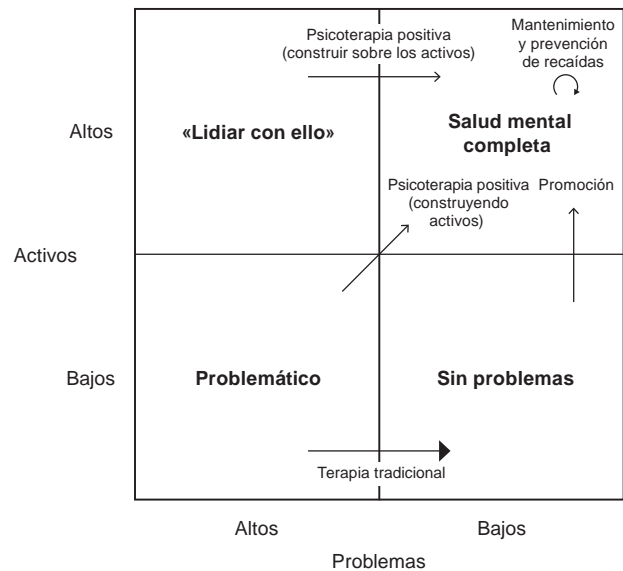 Psicoterapia positiva
(construir sobre los activos)
Mantenimiento
y prevención
de recaídas
Altos
«Lidiar con ello»
Salud mental
completa
Psicoterapia positiva
(construyendo
activos)
Promoción
Activos
Bajos
Problemático
Sin problemas
Terapia tradicional
Altos
Bajos
Problemas